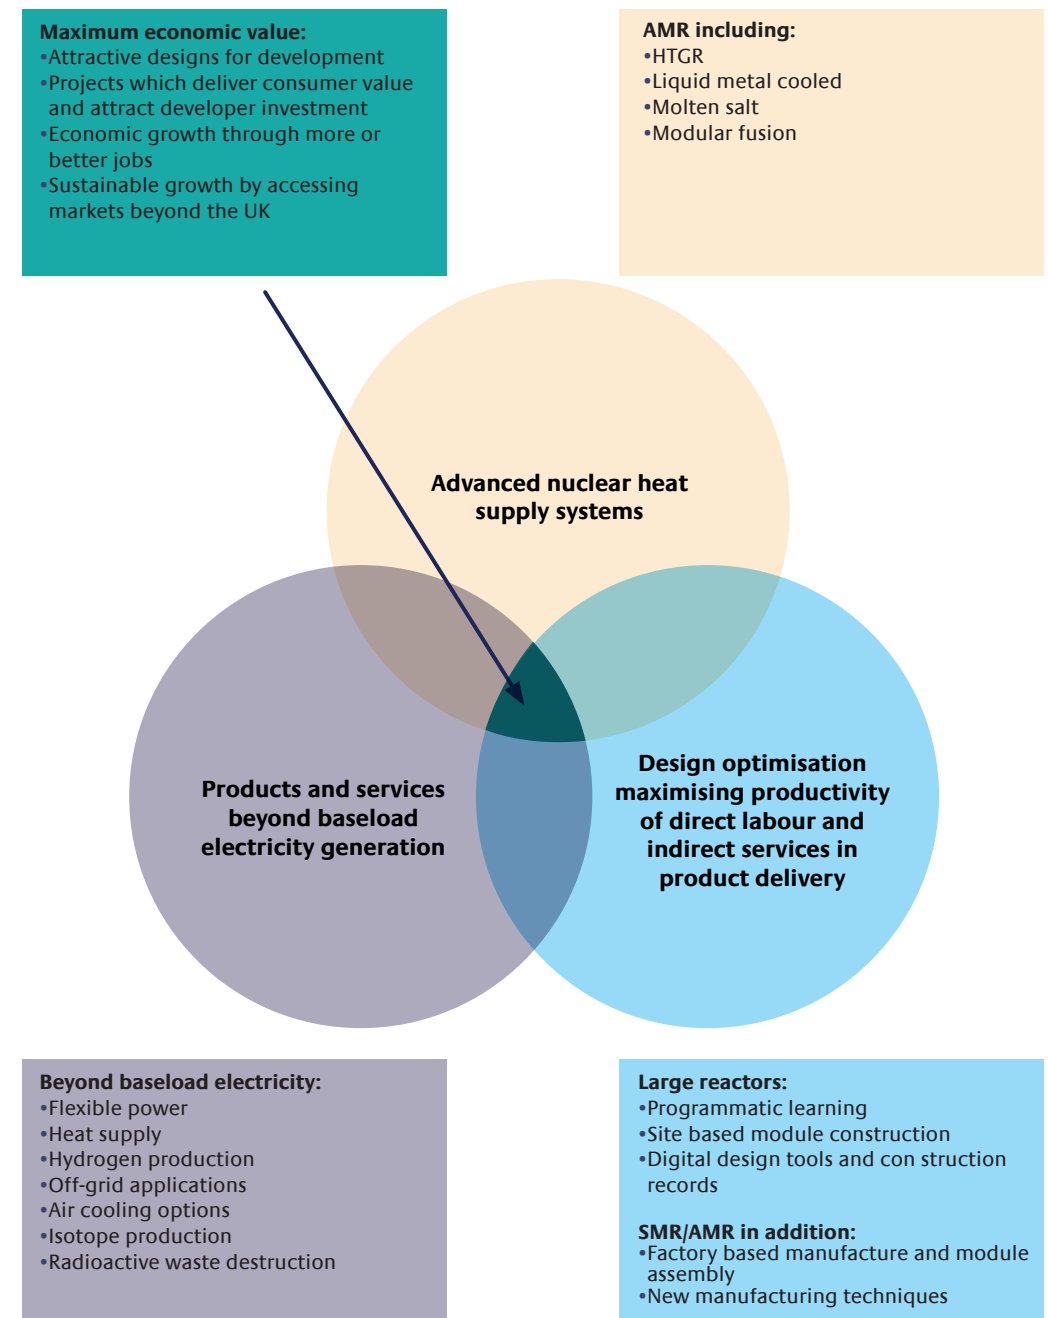 Maximum economic value:
•Attractive designs for development
•Projects which deliver consumer value
and attract developer investment
•Economic growth through more or
better jobs
•Sustainable growth by accessing
markets beyond the UK
AMR including:
•HTGR
•Liquid metal cooled
•Molten salt
•Modular fusion
Advanced nuclear heat
supply systems
Products and services
beyond baseload
electricity generation
Design optimisation
maximising productivity
of direct labour and
indirect services in
product delivery
Beyond baseload electricity:
•Flexible power
•Heat supply
•Hydrogen production
•Off-grid applications
•Air cooling options
•Isotope production
•Radioactive waste destruction
Large reactors:
•Programmatic learning
•Site based module construction
•Digital design tools and con struction
records
SMR/AMR in addition:
•Factory based manufacture and module
assembly
•New manufacturing techniques